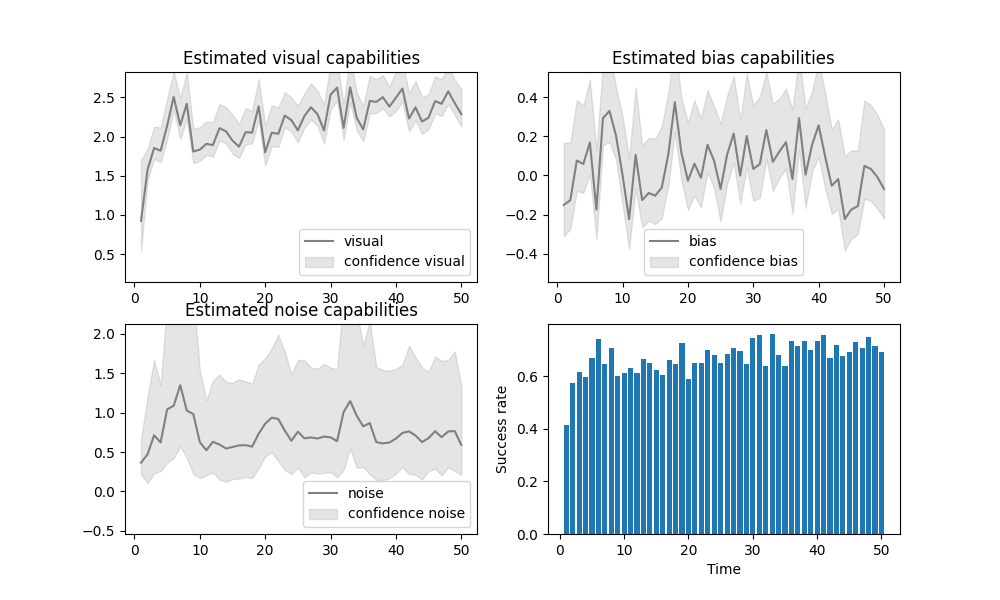 Estimated visual capabilities
2.5
2.0
1.5
1.0
0.5
visual
confidence visual
0 10 20 30 40 50
Estimated bias capabilities
0.4
0.2
0.0
−0.2
−0.4
bias
confidence bias
0 10 20 30 40 50
Estimated noise capabilities
2.0
1.5
1.0
0.5
0.0
−0.5
noise
confidence noise
0 10 20 30 40 50
Success rate
0.6
0.4
0.2
0.0
0 10 20 30 40 50
Time